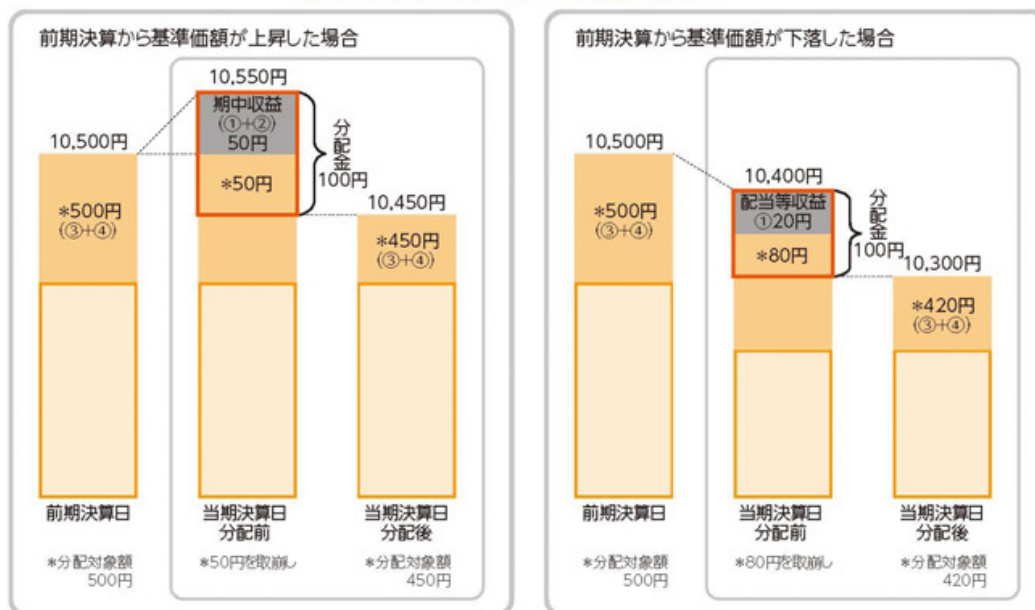 前期決算から基準価額が上昇した場合
10,550円
期中収益
(①+②)
50円
*50円
分配金
100円
10,500円
*500円
(③+④)
10,450円
*450円
(③+④)
前期決算日
当期決算日
分配前
当期決算日
分配後
*分配対象額
500円
*50円を取崩し
*分配対象額
450円
前期決算から基準価額が下落した場合
10,500円
*500円
(③+④)
10,400円
配当等収益
①20円
*80円
分配金
100円
10,300円
*420円
(③+④)
前期決算日
当期決算日
分配前
当期決算日
分配後
*分配対象額
500円
*80円を取崩し
*分配対象額
420円